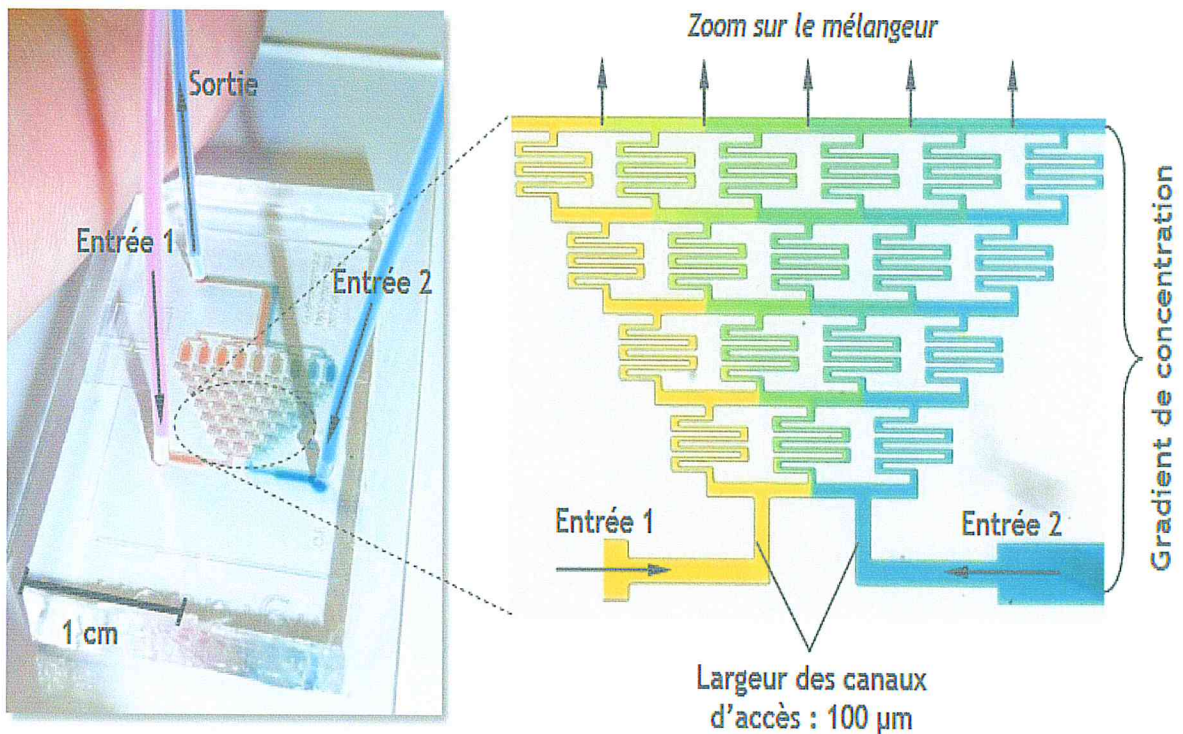 Zoom sur le mélangeur
Sortie
Entrée 1
Entrée 2
1 cm
Entrée 1
Entrée 2
Largeur des canaux
d'accès : 100 µm
Gradient de concentration